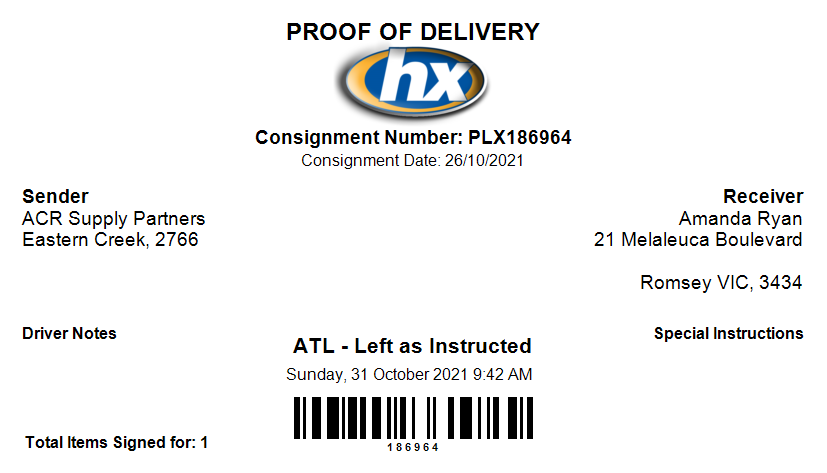 PROOF OF DELIVERY
hx
Consignment Number: PLX186964
Consignment Date: 26/10/2021
Sender
ACR Supply Partners
Eastern Creek, 2766
Receiver
Amanda Ryan
21 Melaleuca Boulevard
Romsey VIC, 3434
Driver Notes
ATL - Left as Instructed
Sunday, 31 October 2021 9:42 AM
Special Instructions
186964
Total Items Signed for: 1